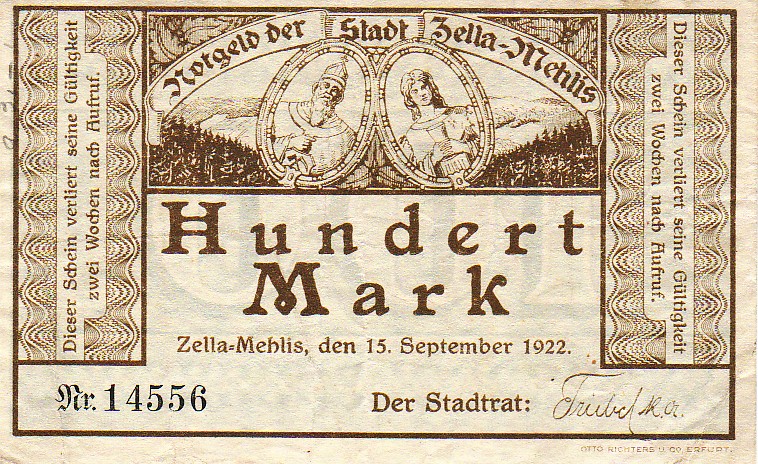 Notgeld der Stadt Zella-Mehlis
Dieser Schein verliert seine Gültigkeit
zwei Wochen nach Aufruf.
Hundert
Mark
Zella-Mehlis, den 15. September 1922.
Nr. 14556
Der Stadtrat:
Dieser Schein verliert seine Gültigkeit
zwei Wochen nach Aufruf.
OTTO RICHTERS U. CO. ERFURT.